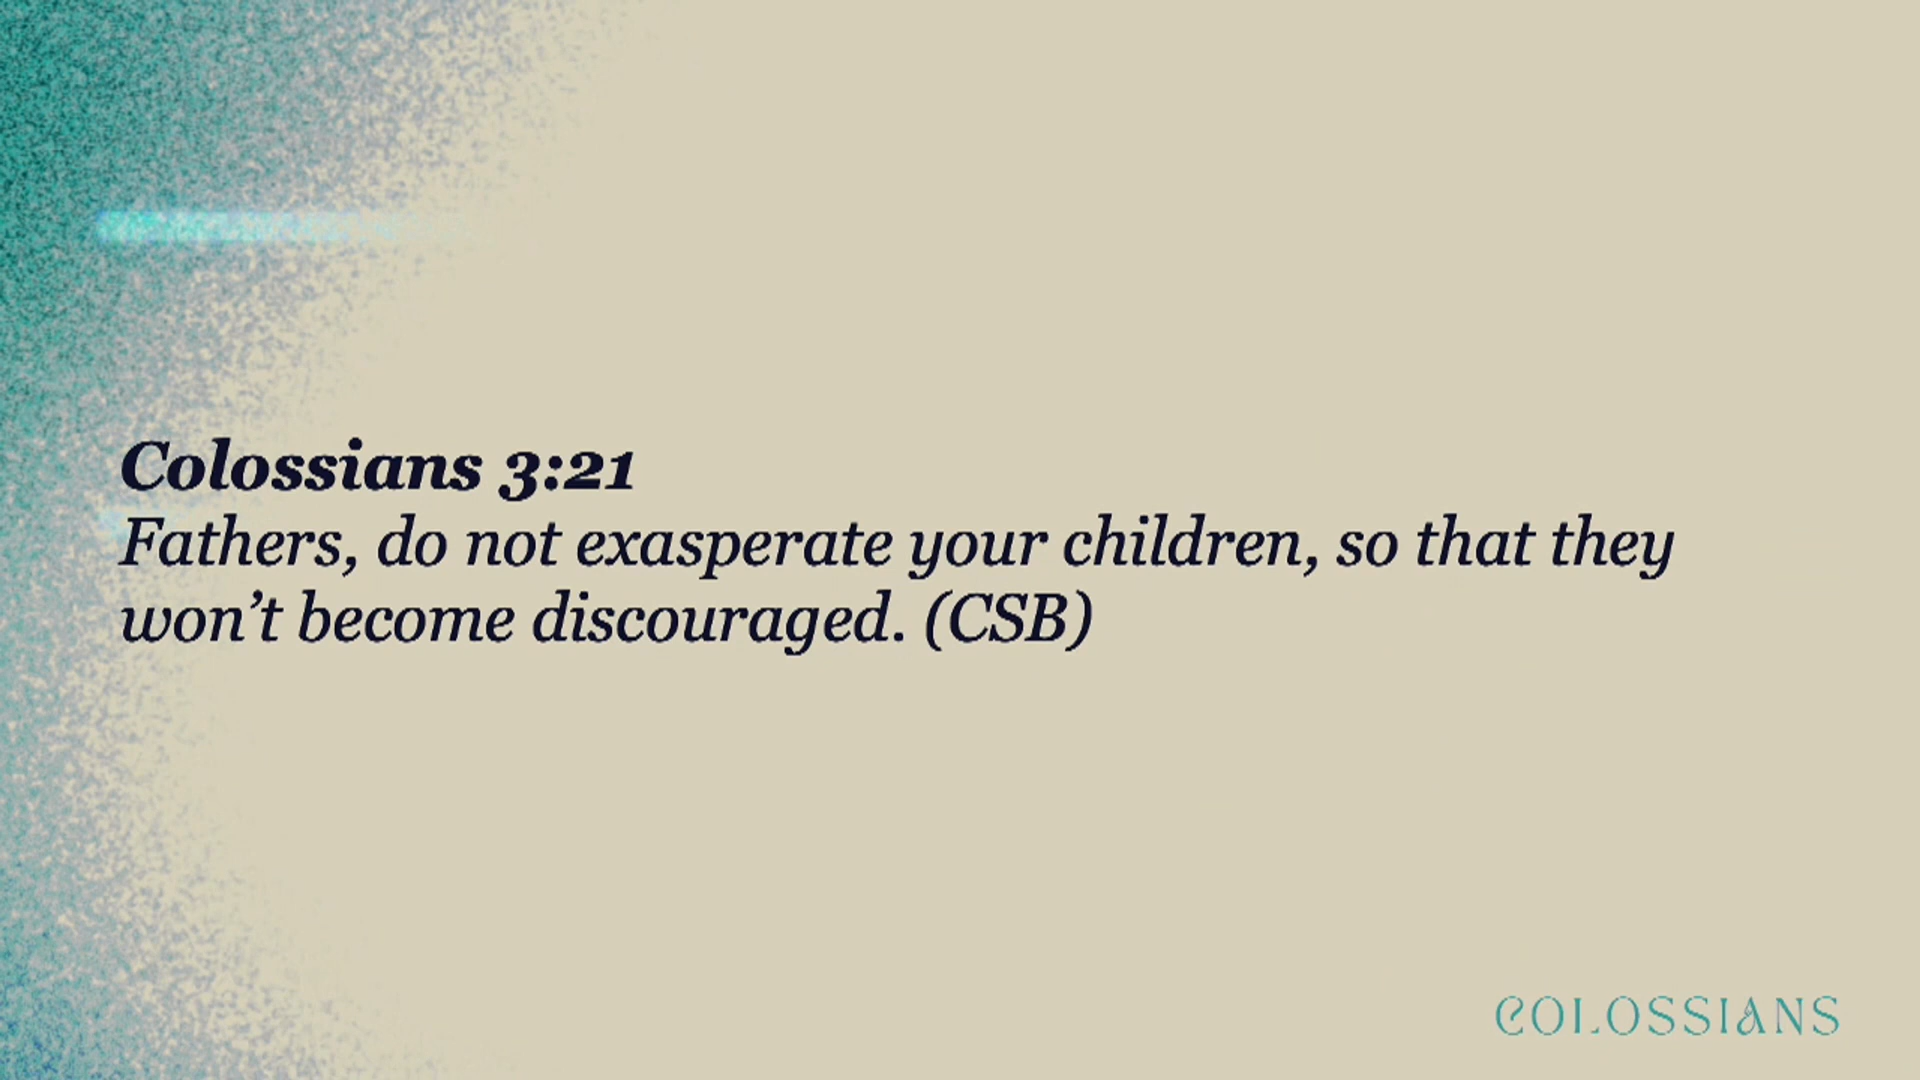 Colossians 3:21
Fathers, do not exasperate your children, so that they
won’t become discouraged. (CSB)
COLOSSIANS